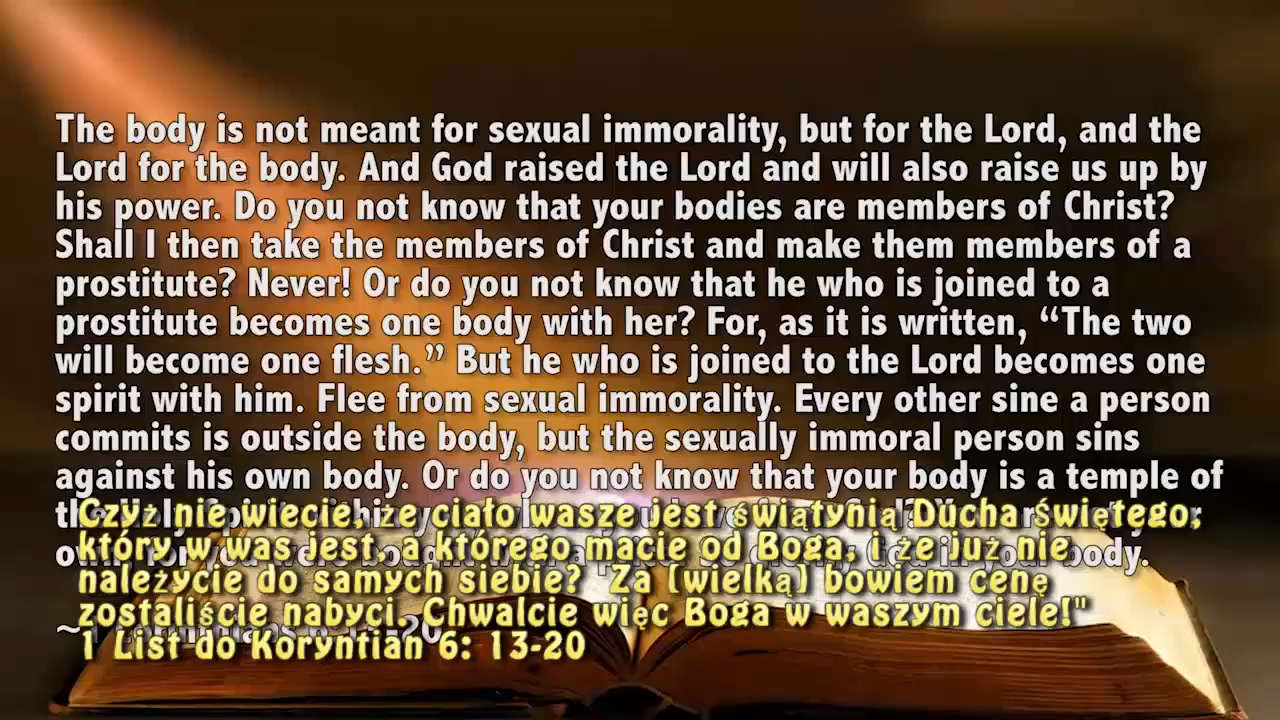 The body is not meant for sexual immorality, but for the Lord, and the
Lord for the body. And God raised the Lord and will also raise us up by
his power. Do you not know that your bodies are members of Christ?
Shall I then take the members of Christ and make them members of a
prostitute? Never! Or do you not know that he who is joined to a
prostitute becomes one body with her? For, as it is written, “The two
will become one flesh.” But he who is joined to the Lord becomes one
spirit with him. Flee from sexual immorality. Every other sine a person
commits is outside the body, but the sexually immoral person sins
against his own body. Or do you not know that your body is a temple of
Czyż nie wiecie, że ciało wasze jest świątynią Ducha świętego,
który w was jest, a którego macie od Boga, i że już nie
body.
należycie do samych siebie? Za (wielką) bowiem cenę
zostaliście nabyci. Chwalcie więc Boga w waszym ciele!"
1 List do Koryntian 6: 13-20